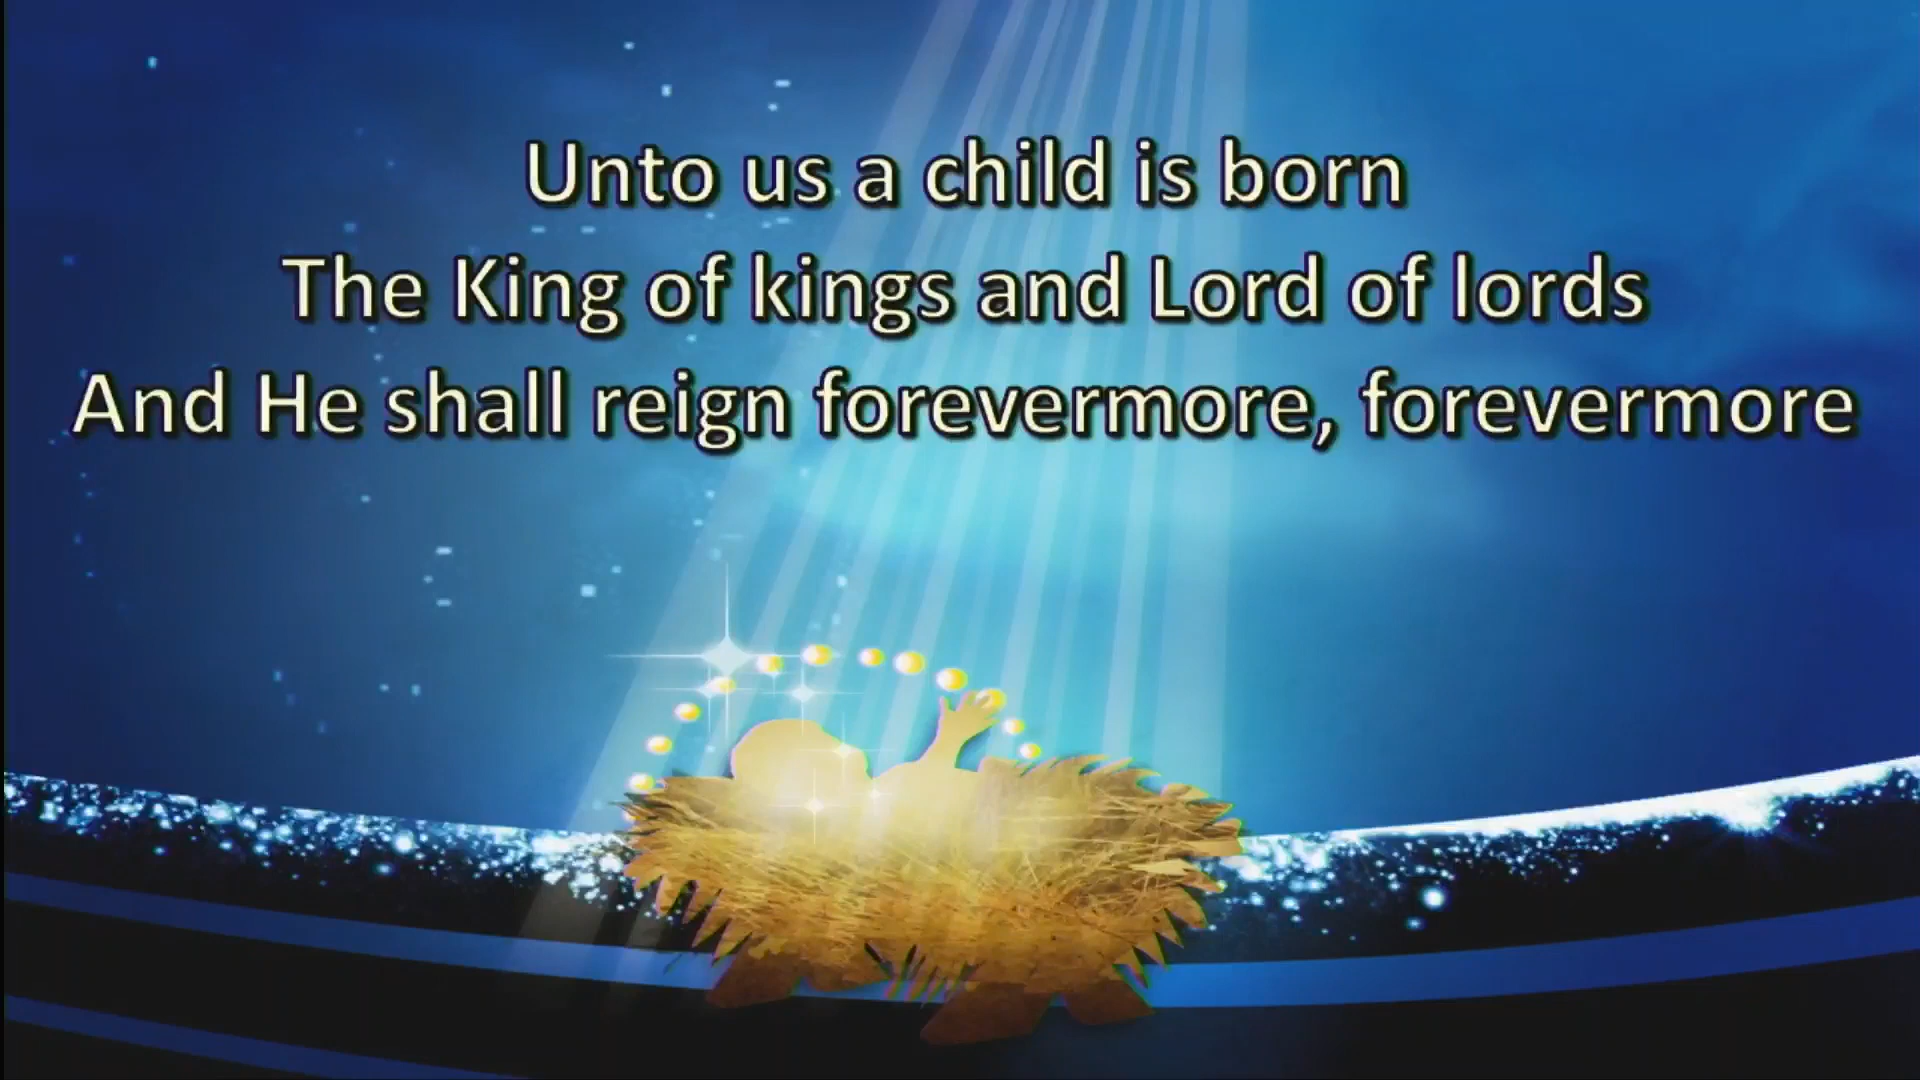 Unto us a child is born
The King of kings and Lord of lords
And He shall reign forevermore, forevermore